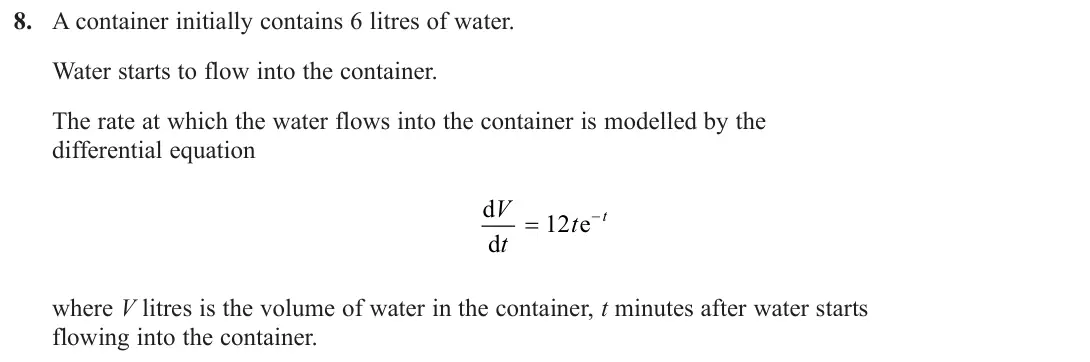 8. A container initially contains 6 litres of water.
Water starts to flow into the container.
The rate at which the water flows into the container is modelled by the
differential equation
dV/dt = 12te⁻ᵗ
where V litres is the volume of water in the container, t minutes after water starts
flowing into the container.